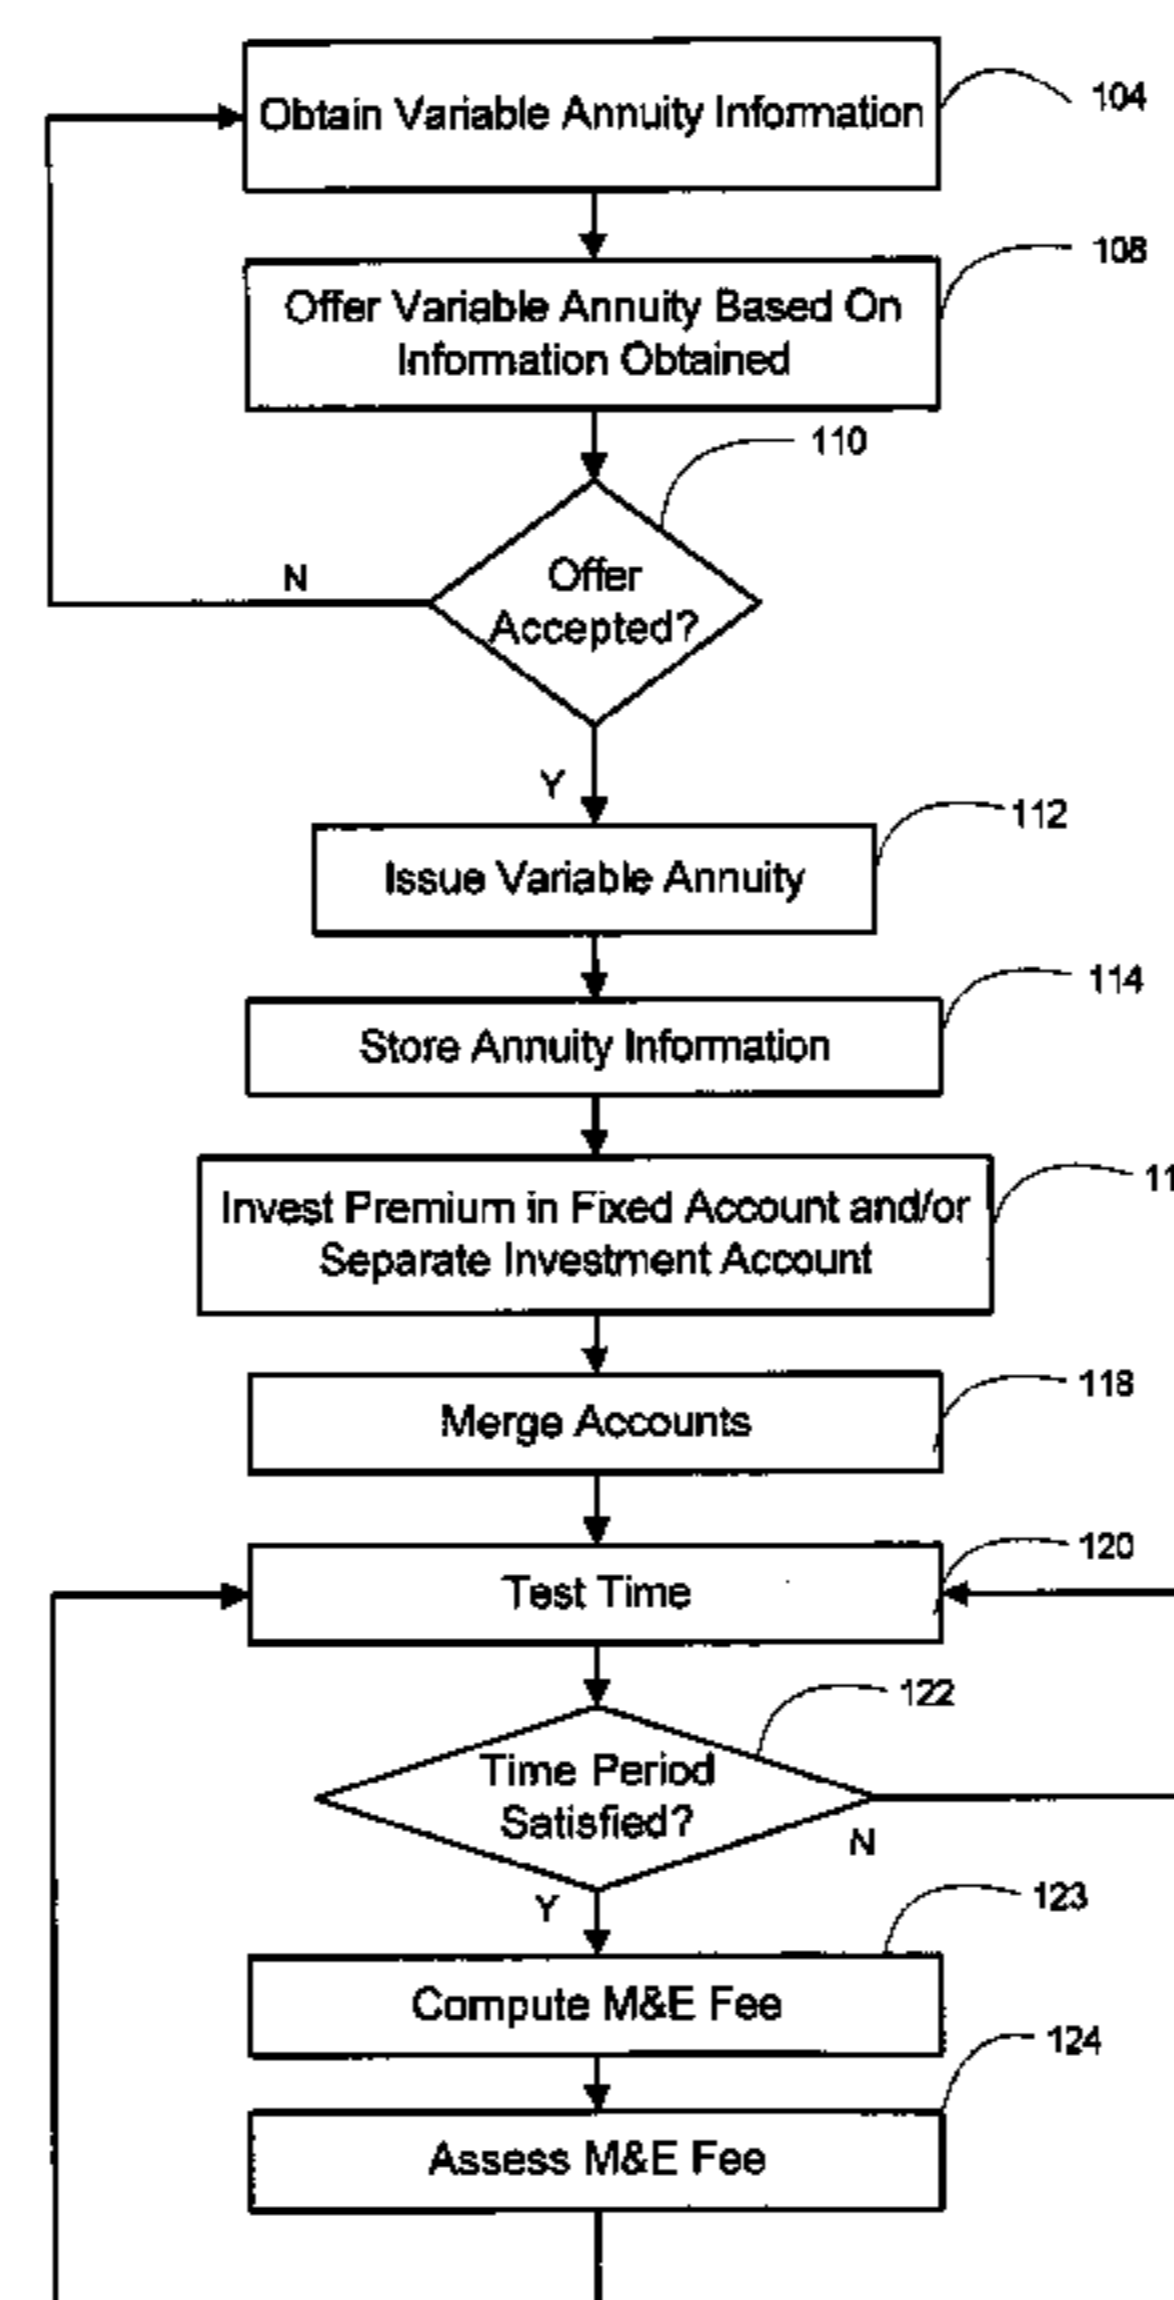 Obtain Variable Annuity Information
104
108
Offer Variable Annuity Based On
Information Obtained
110
Offer
Accepted?
N
Y
112
Issue Variable Annuity
114
Store Annuity Information
11
Invest Premium in Fixed Account and/or
Separate Investment Account
118
Merge Accounts
120
Test Time
122
Time Period
Satisfied?
N
Y
123
Compute M&E Fee
124
Assess M&E Fee